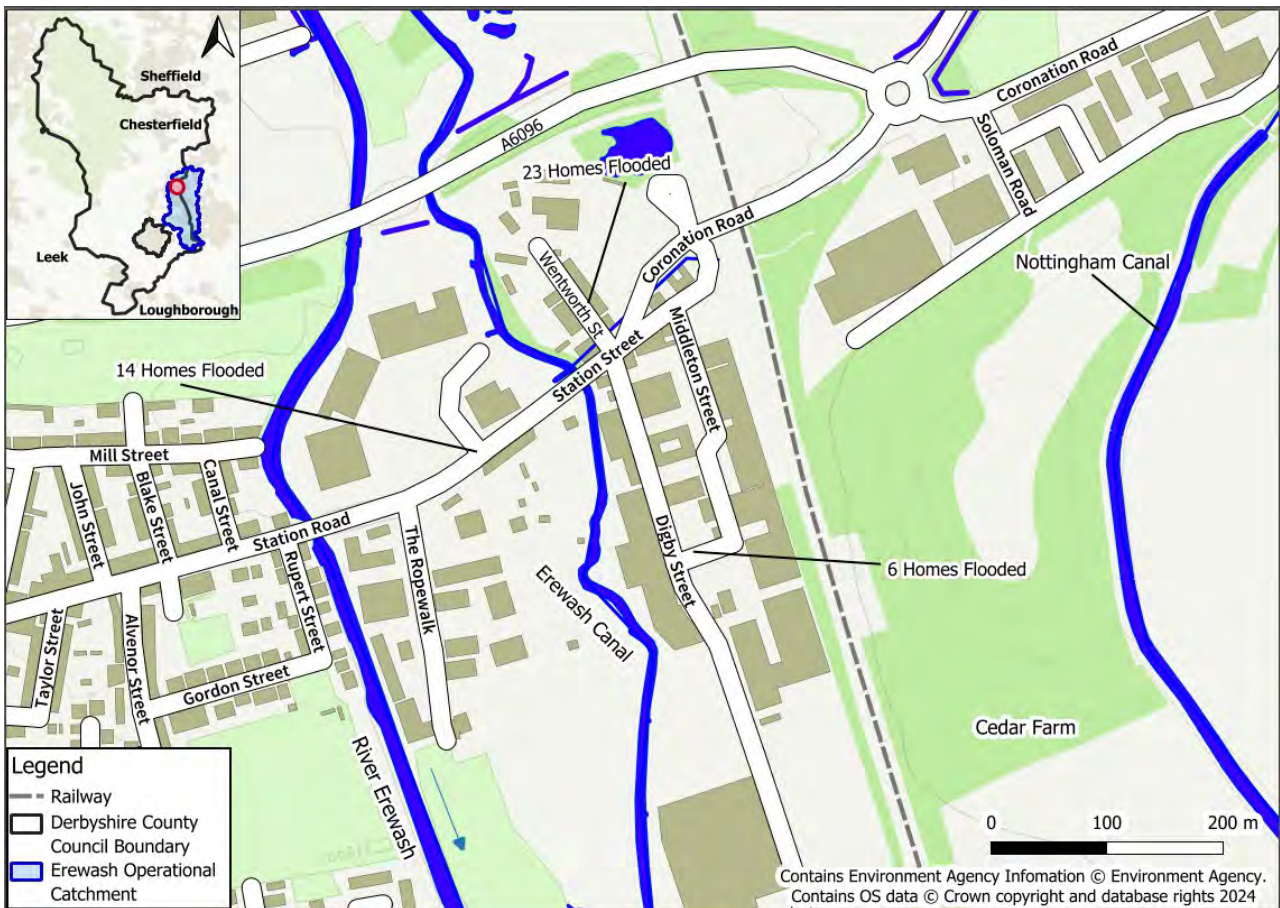 Sheffield
Chesterfield
Leek
Loughborough
A6096
Coronation Road
Soloman Road
23 Homes Flooded
Coronation Road
Wentworth St
Nottingham Canal
Middleton Street
Station Street
14 Homes Flooded
Mill Street
John Street
Blake Street
Canal Street
Station Road
Rupert Street
The Ropewalk
Digby Street
6 Homes Flooded
Erewash Canal
Taylor Street
Alvenor Street
Gordon Street
River Erewash
Cedar Farm
Legend
Railway
Derbyshire County
Council Boundary
Erewash Operational
Catchment
0 100 200 m
Contains Environment Agency Infomation © Environment Agency.
Contains OS data © Crown copyright and database rights 2024